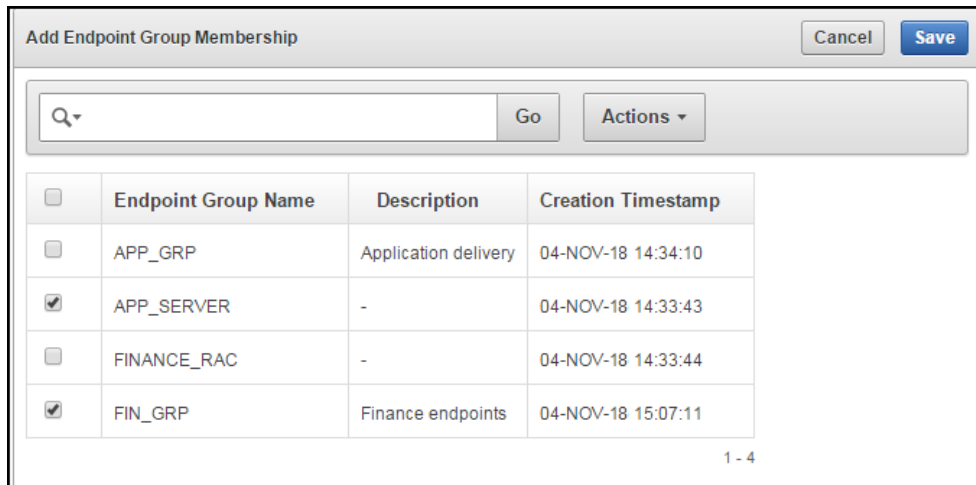 Add Endpoint Group Membership Cancel Save
Go Actions
Endpoint Group Name Description Creation Timestamp
APP_GRP Application delivery 04-NOV-18 14:34:10
APP_SERVER - 04-NOV-18 14:33:43
FINANCE_RAC - 04-NOV-18 14:33:44
FIN_GRP Finance endpoints 04-NOV-18 15:07:11
1 - 4